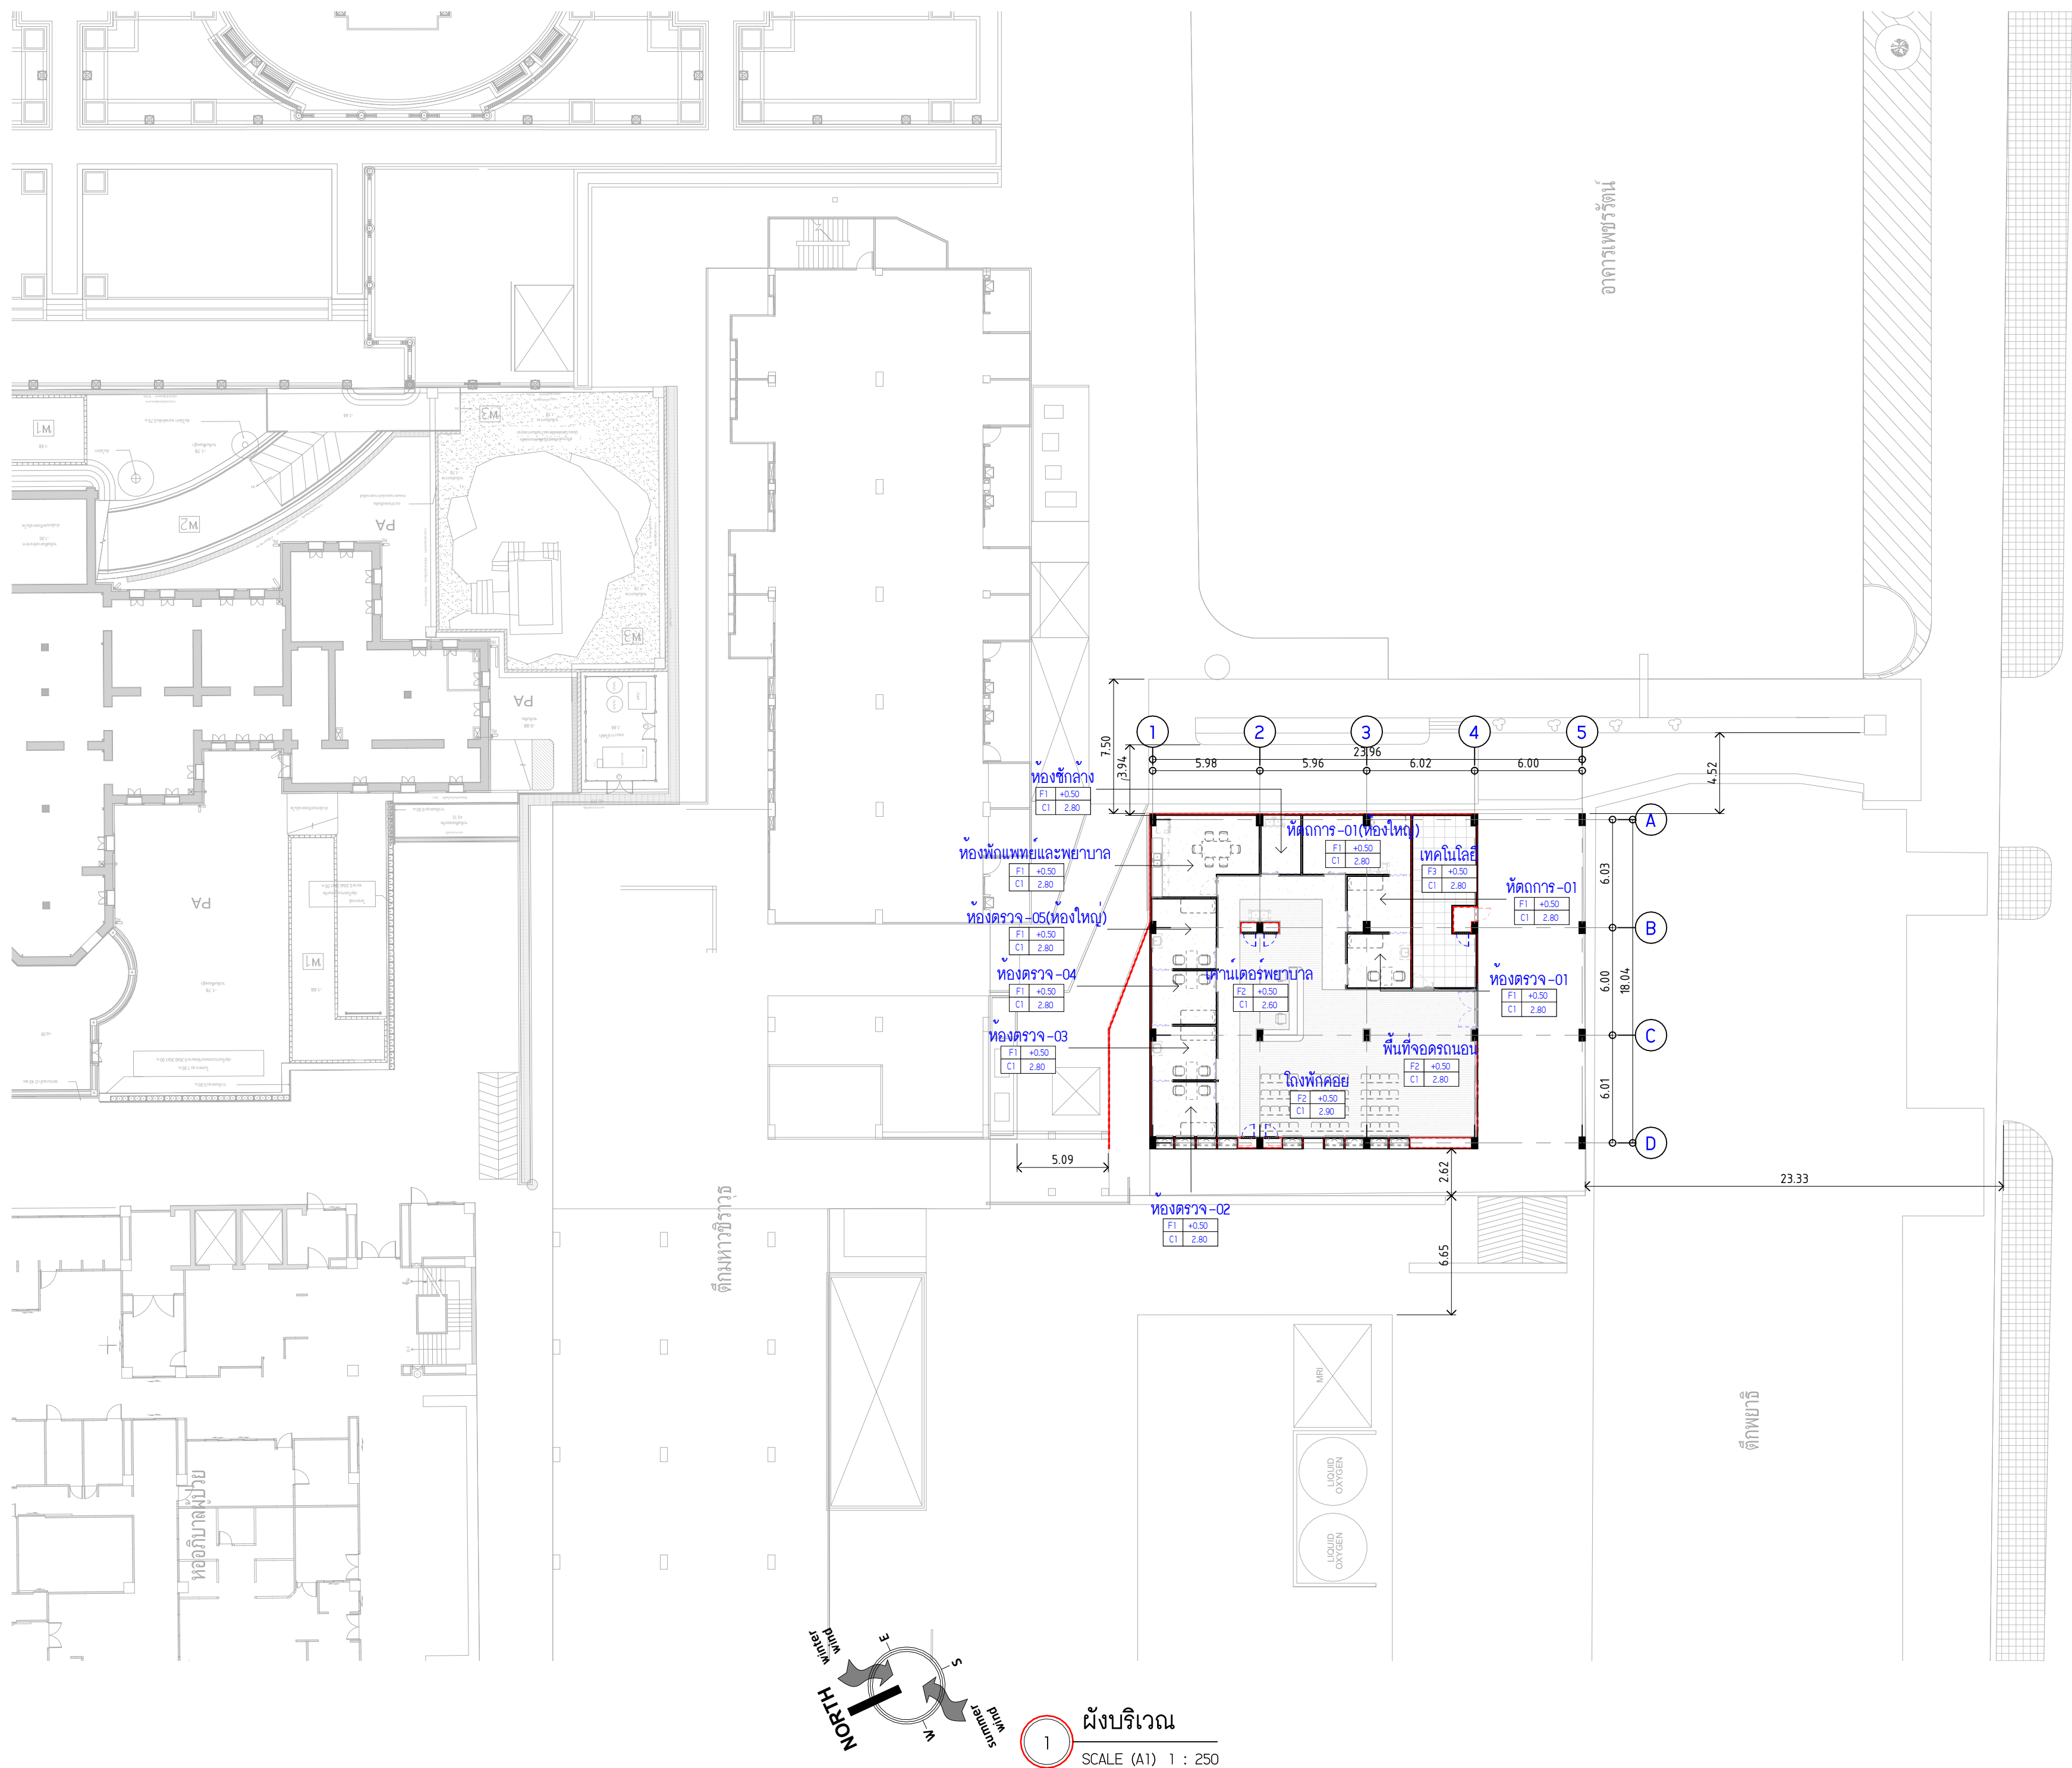 อาคารเพชรรัตน์
M3
M1
M2
PA
M3
PA
PA
M1
1
2
3
4
5
23.96
5.98
5.96
6.02
6.00
7.50
3.94
4.52
ห้องซักล้าง
F1 +0.50
C1 2.80
A
หัตถการ-01(ห้องใหญ่)
F1 +0.50
C1 2.80
ห้องพักแพทย์และพยาบาล
F1 +0.50
C1 2.80
เทคโนโลยี
F3 +0.50
C1 2.80
6.03
หัตถการ-01
F1 +0.50
C1 2.80
ห้องตรวจ-05(ห้องใหญ่)
F1 +0.50
C1 2.80
B
ห้องตรวจ-04
F1 +0.50
C1 2.80
เคาน์เตอร์พยาบาล
F2 +0.50
C1 2.60
ห้องตรวจ-01
F1 +0.50
C1 2.80
6.00
18.04
ห้องตรวจ-03
F1 +0.50
C1 2.80
C
พื้นที่จอดรถนอน
F2 +0.50
C1 2.80
โถงพักคอย
F2 +0.50
C1 2.90
6.01
D
5.09
2.62
23.33
ห้องตรวจ-02
F1 +0.50
C1 2.80
6.65
ตึกมหาวชิราวุธ
MRI
ตึกพยาธิ
LIQUID
OXYGEN
LIQUID
OXYGEN
หออภิบาลผู้ป่วย
winter
wind
E
S
NORTH
W
summer
wind
1
ผังบริเวณ
SCALE (A1) 1 : 250